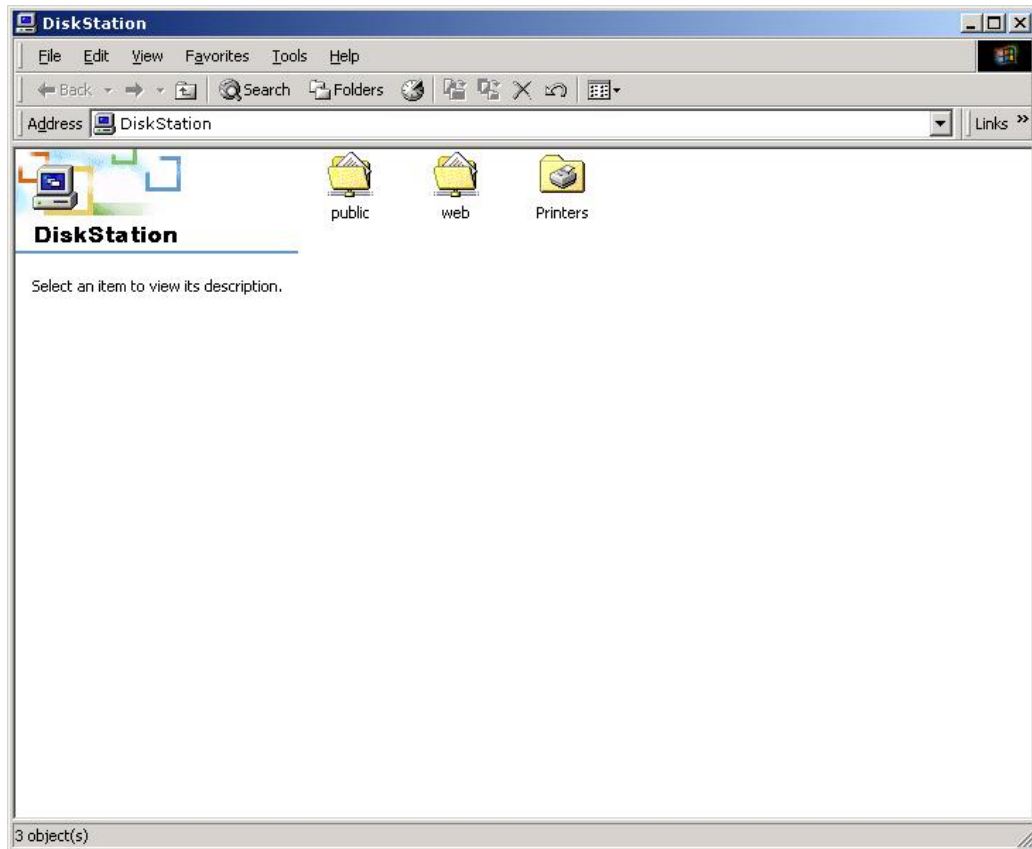 DiskStation
File Edit View Favorites Tools Help
Back Search Folders
Address DiskStation Links »
public web Printers
DiskStation
Select an item to view its description.
3 object(s)